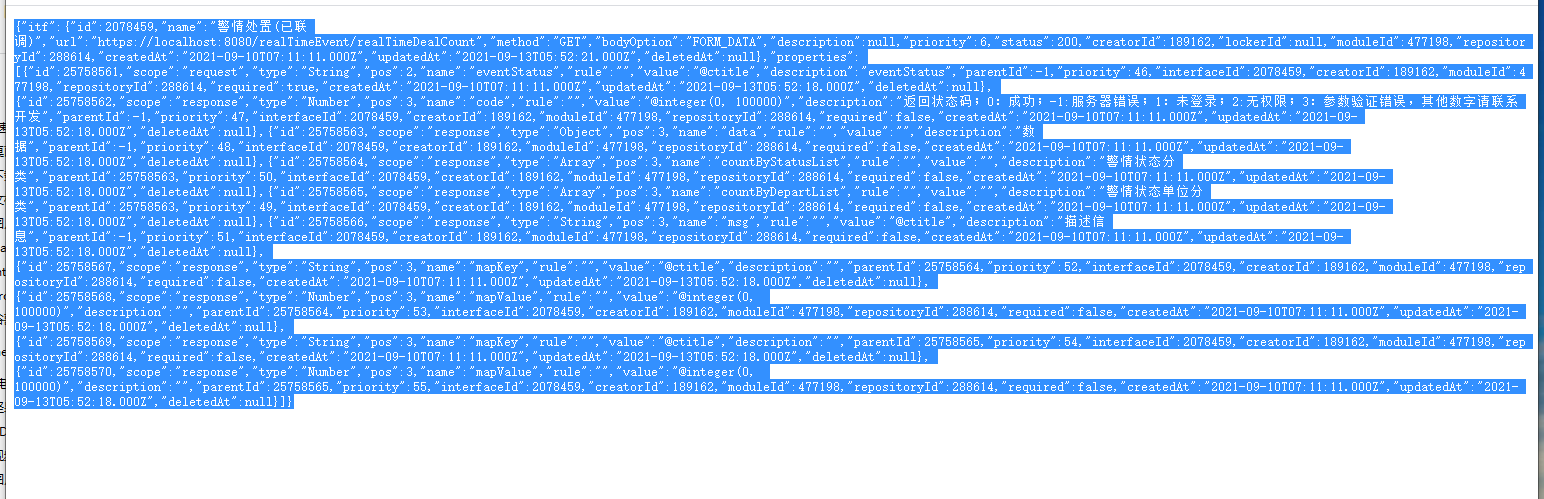 {"itf":{"id":2078459,"name":"警情处置(已联
调)","url":"https://localhost:8080/realTimeEvent/realTimeDealCount","method":"GET","bodyOption":"FORM_DATA","description":null,"priority":6,"status":200,"creatorId":189162,"lockerId":null,"moduleId":477198,"repositor
yId":288614,"createdAt":"2021-09-10T07:11:11.000Z","updatedAt":"2021-09-13T05:52:21.000Z","deletedAt":null},"properties":
[{"id":25758561,"scope":"request","type":"String","pos":2,"name":"eventStatus","rule":"","value":"@ctitle","description":"eventStatus","parentId":-1,"priority":46,"interfaceId":2078459,"creatorId":189162,"moduleId":4
77198,"repositoryId":288614,"required":true,"createdAt":"2021-09-10T07:11:11.000Z","updatedAt":"2021-09-13T05:52:18.000Z","deletedAt":null},
{"id":25758562,"scope":"response","type":"Number","pos":3,"name":"code","rule":"","value":"@integer(0, 100000)","description":"返回状态码；0：成功；-1:服务器错误；1：未登录；2:无权限；3：参数验证错误，其他数字请联系
开发","parentId":-1,"priority":47,"interfaceId":2078459,"creatorId":189162,"moduleId":477198,"repositoryId":288614,"required":false,"createdAt":"2021-09-10T07:11:11.000Z","updatedAt":"2021-09-
13T05:52:18.000Z","deletedAt":null},{"id":25758563,"scope":"response","type":"Object","pos":3,"name":"data","rule":"","value":"","description":"数
据","parentId":-1,"priority":48,"interfaceId":2078459,"creatorId":189162,"moduleId":477198,"repositoryId":288614,"required":false,"createdAt":"2021-09-10T07:11:11.000Z","updatedAt":"2021-09-
13T05:52:18.000Z","deletedAt":null},{"id":25758564,"scope":"response","type":"Array","pos":3,"name":"countByStatusList","rule":"","value":"","description":"警情状态分
类","parentId":25758563,"priority":50,"interfaceId":2078459,"creatorId":189162,"moduleId":477198,"repositoryId":288614,"required":false,"createdAt":"2021-09-10T07:11:11.000Z","updatedAt":"2021-09-
13T05:52:18.000Z","deletedAt":null},{"id":25758565,"scope":"response","type":"Array","pos":3,"name":"countByDepartList","rule":"","value":"","description":"警情状态单位分
类","parentId":25758563,"priority":49,"interfaceId":2078459,"creatorId":189162,"moduleId":477198,"repositoryId":288614,"required":false,"createdAt":"2021-09-10T07:11:11.000Z","updatedAt":"2021-09-
13T05:52:18.000Z","deletedAt":null},{"id":25758566,"scope":"response","type":"String","pos":3,"name":"msg","rule":"","value":"@ctitle","description":"描述信
息","parentId":-1,"priority":51,"interfaceId":2078459,"creatorId":189162,"moduleId":477198,"repositoryId":288614,"required":false,"createdAt":"2021-09-10T07:11:11.000Z","updatedAt":"2021-09-
13T05:52:18.000Z","deletedAt":null},
{"id":25758567,"scope":"response","type":"String","pos":3,"name":"mapKey","rule":"","value":"@ctitle","description":"","parentId":25758564,"priority":52,"interfaceId":2078459,"creatorId":189162,"moduleId":477198,"rep
ositoryId":288614,"required":false,"createdAt":"2021-09-10T07:11:11.000Z","updatedAt":"2021-09-13T05:52:18.000Z","deletedAt":null},
{"id":25758568,"scope":"response","type":"Number","pos":3,"name":"mapValue","rule":"","value":"@integer(0,
100000)","description":"","parentId":25758564,"priority":53,"interfaceId":2078459,"creatorId":189162,"moduleId":477198,"repositoryId":288614,"required":false,"createdAt":"2021-09-10T07:11:11.000Z","updatedAt":"2021-
09-13T05:52:18.000Z","deletedAt":null},
{"id":25758569,"scope":"response","type":"String","pos":3,"name":"mapKey","rule":"","value":"@ctitle","description":"","parentId":25758565,"priority":54,"interfaceId":2078459,"creatorId":189162,"moduleId":477198,"rep
ositoryId":288614,"required":false,"createdAt":"2021-09-10T07:11:11.000Z","updatedAt":"2021-09-13T05:52:18.000Z","deletedAt":null},
{"id":25758570,"scope":"response","type":"Number","pos":3,"name":"mapValue","rule":"","value":"@integer(0,
100000)","description":"","parentId":25758565,"priority":55,"interfaceId":2078459,"creatorId":189162,"moduleId":477198,"repositoryId":288614,"required":false,"createdAt":"2021-09-10T07:11:11.000Z","updatedAt":"2021-
09-13T05:52:18.000Z","deletedAt":null}]}